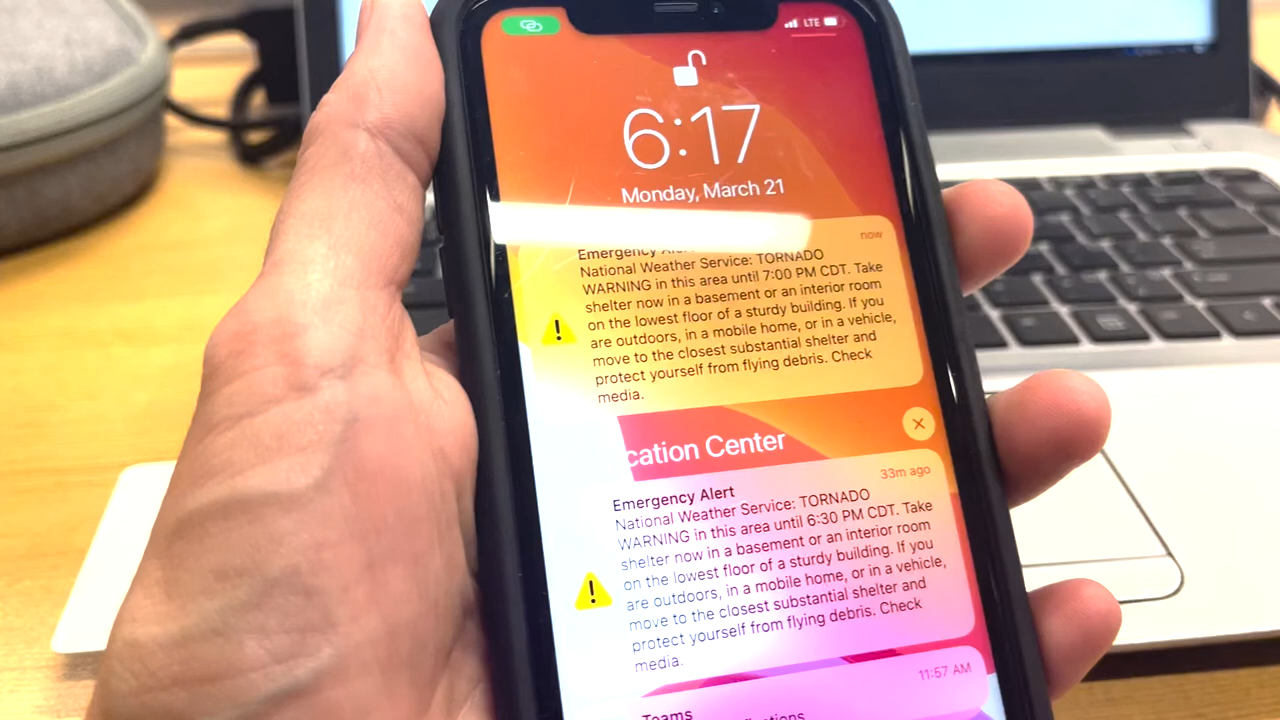 LTE
6:17
Monday, March 21
now
Emergency Alert
National Weather Service: TORNADO
WARNING in this area until 7:00 PM CDT. Take
shelter now in a basement or an interior room
on the lowest floor of a sturdy building. If you
are outdoors, in a mobile home, or in a vehicle,
move to the closest substantial shelter and
protect yourself from flying debris. Check
media.
cation Center
33m ago
Emergency Alert
National Weather Service: TORNADO
WARNING in this area until 6:30 PM CDT. Take
shelter now in a basement or an interior room
on the lowest floor of a sturdy building. If you
are outdoors, in a mobile home, or in a vehicle,
move to the closest substantial shelter and
protect yourself from flying debris. Check
media.
11:57 AM
Teams